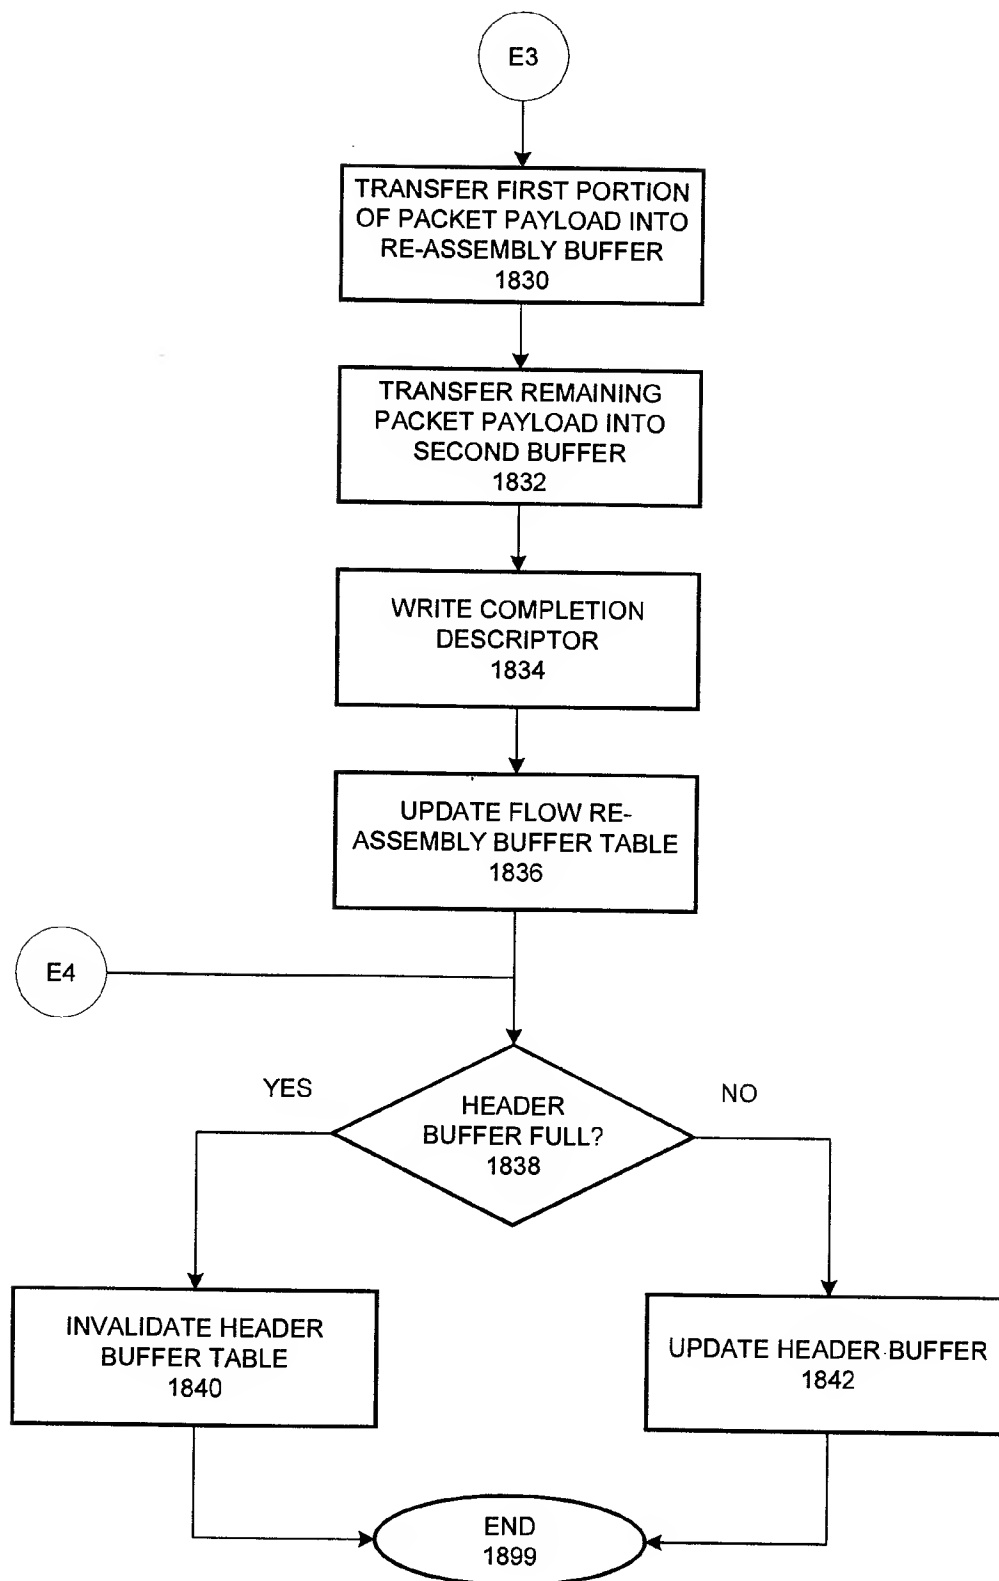 E3
TRANSFER FIRST PORTION
OF PACKET PAYLOAD INTO
RE-ASSEMBLY BUFFER
1830
TRANSFER REMAINING
PACKET PAYLOAD INTO
SECOND BUFFER
1832
WRITE COMPLETION
DESCRIPTOR
1834
UPDATE FLOW RE-
ASSEMBLY BUFFER TABLE
1836
E4
YES
NO
HEADER
BUFFER FULL?
1838
INVALIDATE HEADER
BUFFER TABLE
1840
UPDATE HEADER BUFFER
1842
END
1899